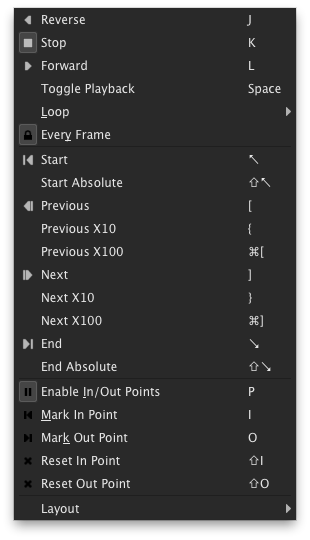 Reverse J
Stop K
Forward L
Toggle Playback Space
Loop
Every Frame
Start ↖
Start Absolute ⇧↖
Previous [
Previous X10 {
Previous X100 ⌘[
Next ]
Next X10 }
Next X100 ⌘]
End ↘
End Absolute ⇧↘
Enable In/Out Points P
Mark In Point I
Mark Out Point O
Reset In Point ⇧I
Reset Out Point ⇧O
Layout